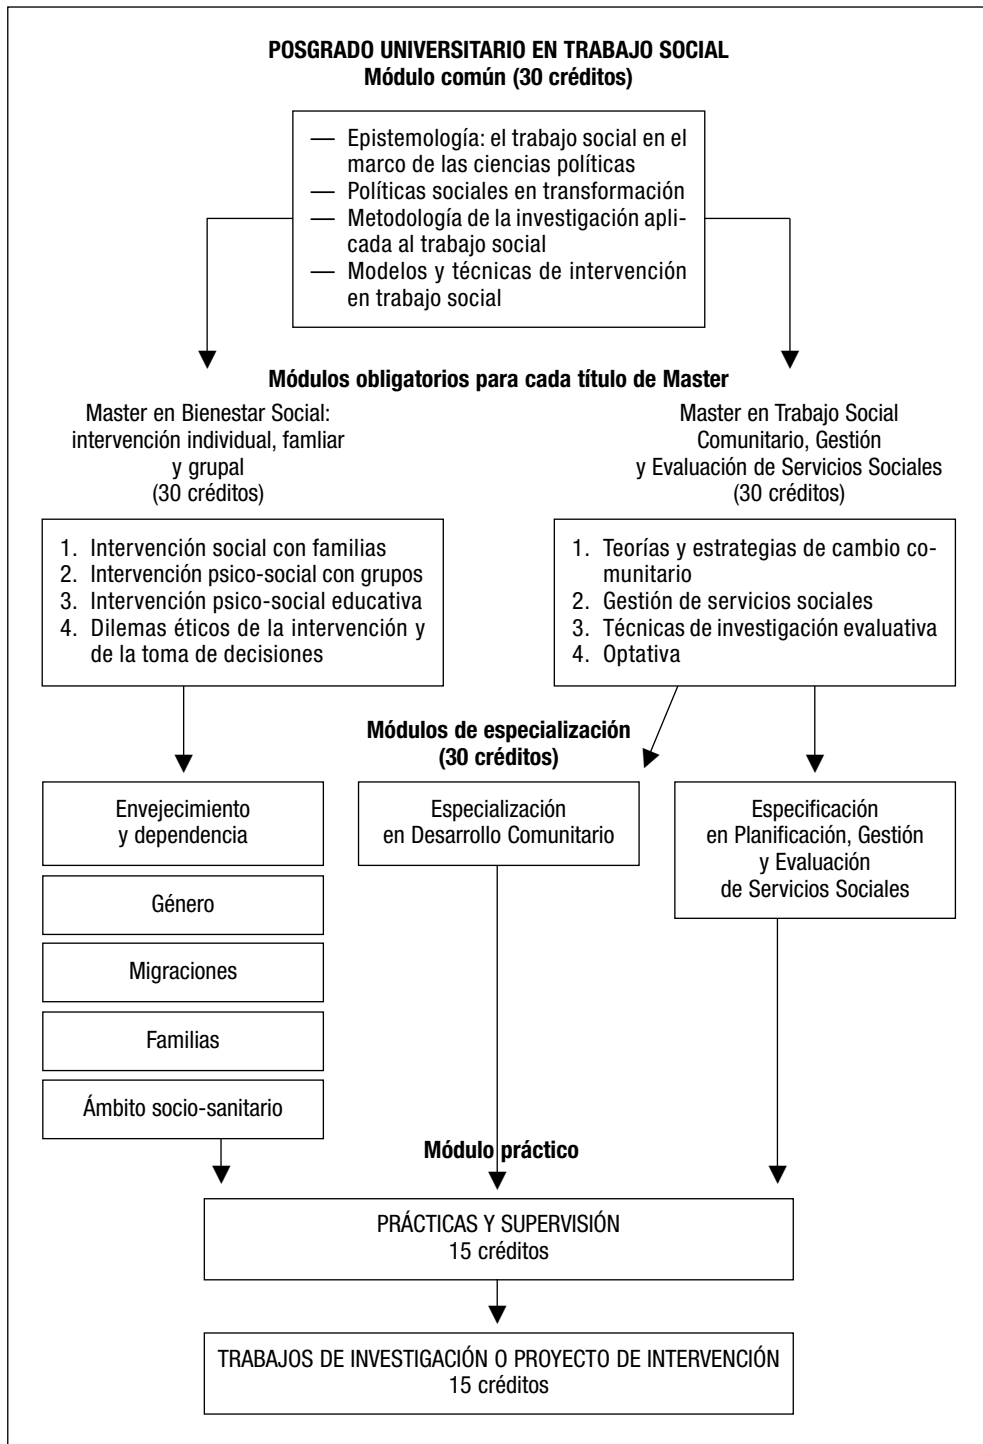 POSGRADO UNIVERSITARIO EN TRABAJO SOCIAL
Módulo común (30 créditos)
— Epistemología: el trabajo social en el
marco de las ciencias políticas
— Políticas sociales en transformación
— Metodología de la investigación apli-
cada al trabajo social
— Modelos y técnicas de intervención
en trabajo social
Módulos obligatorios para cada título de Master
Master en Bienestar Social:
intervención individual, famliar
y grupal
(30 créditos)
Master en Trabajo Social
Comunitario, Gestión
y Evaluación de Servicios Sociales
(30 créditos)
1. Intervención social con familias
2. Intervención psico-social con grupos
3. Intervención psico-social educativa
4. Dilemas éticos de la intervención y
de la toma de decisiones
1. Teorías y estrategias de cambio co-
munitario
2. Gestión de servicios sociales
3. Técnicas de investigación evaluativa
4. Optativa
Módulos de especialización
(30 créditos)
Envejecimiento
y dependencia
Género
Migraciones
Familias
Ámbito socio-sanitario
Especialización
en Desarrollo Comunitario
Especificación
en Planificación, Gestión
y Evaluación
de Servicios Sociales
Módulo práctico
PRÁCTICAS Y SUPERVISIÓN
15 créditos
TRABAJOS DE INVESTIGACIÓN O PROYECTO DE INTERVENCIÓN
15 créditos